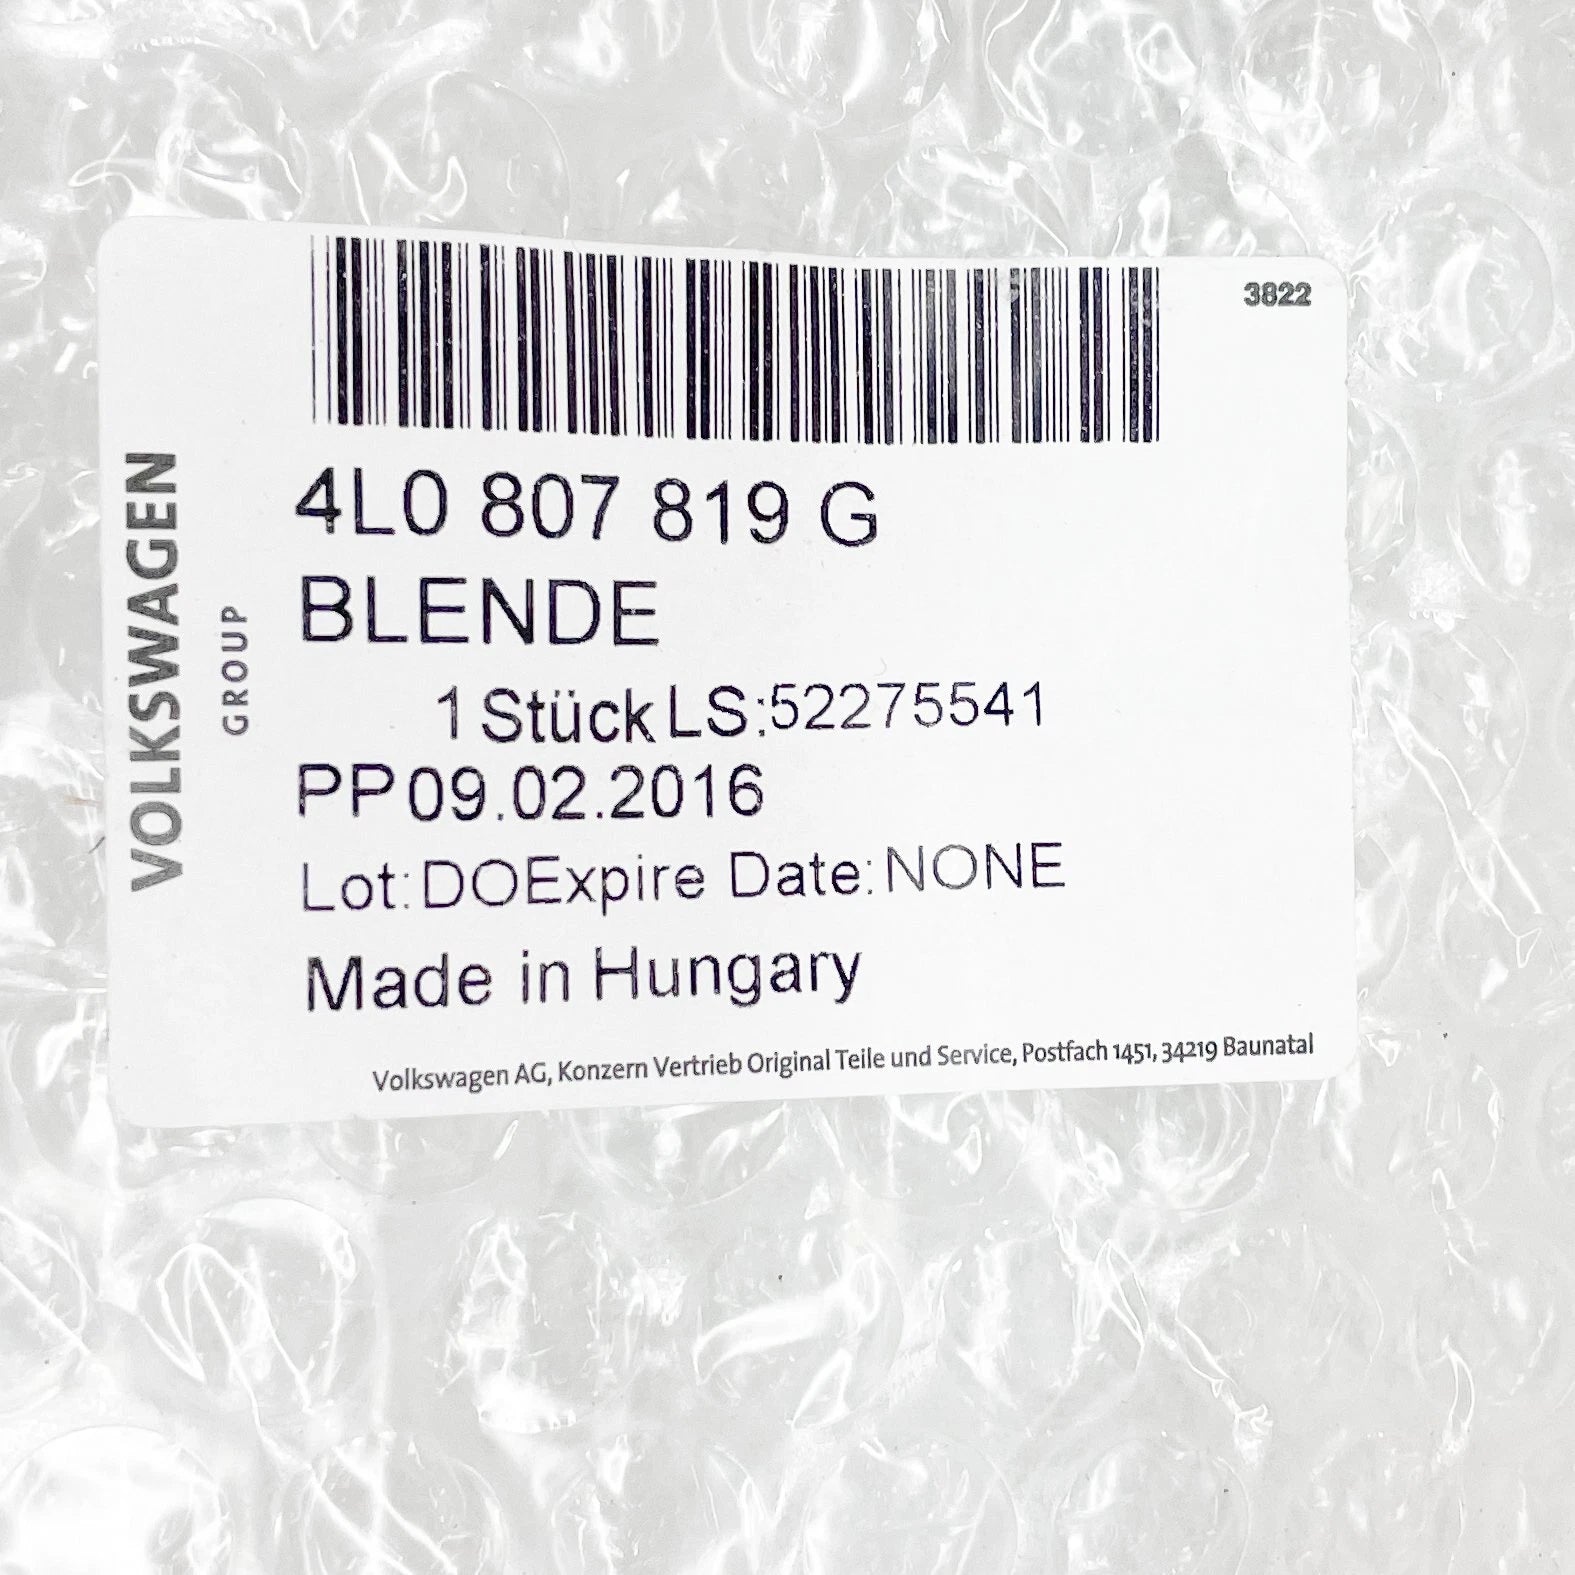 3822
VOLKSWAGEN
GROUP
4L0 807 819 G
BLENDE
1 Stück LS:52275541
PP 09.02.2016
Lot:DOExpire Date:NONE
Made in Hungary
Volkswagen AG, Konzern Vertrieb Original Teile und Service, Postfach 1451, 34219 Baunatal